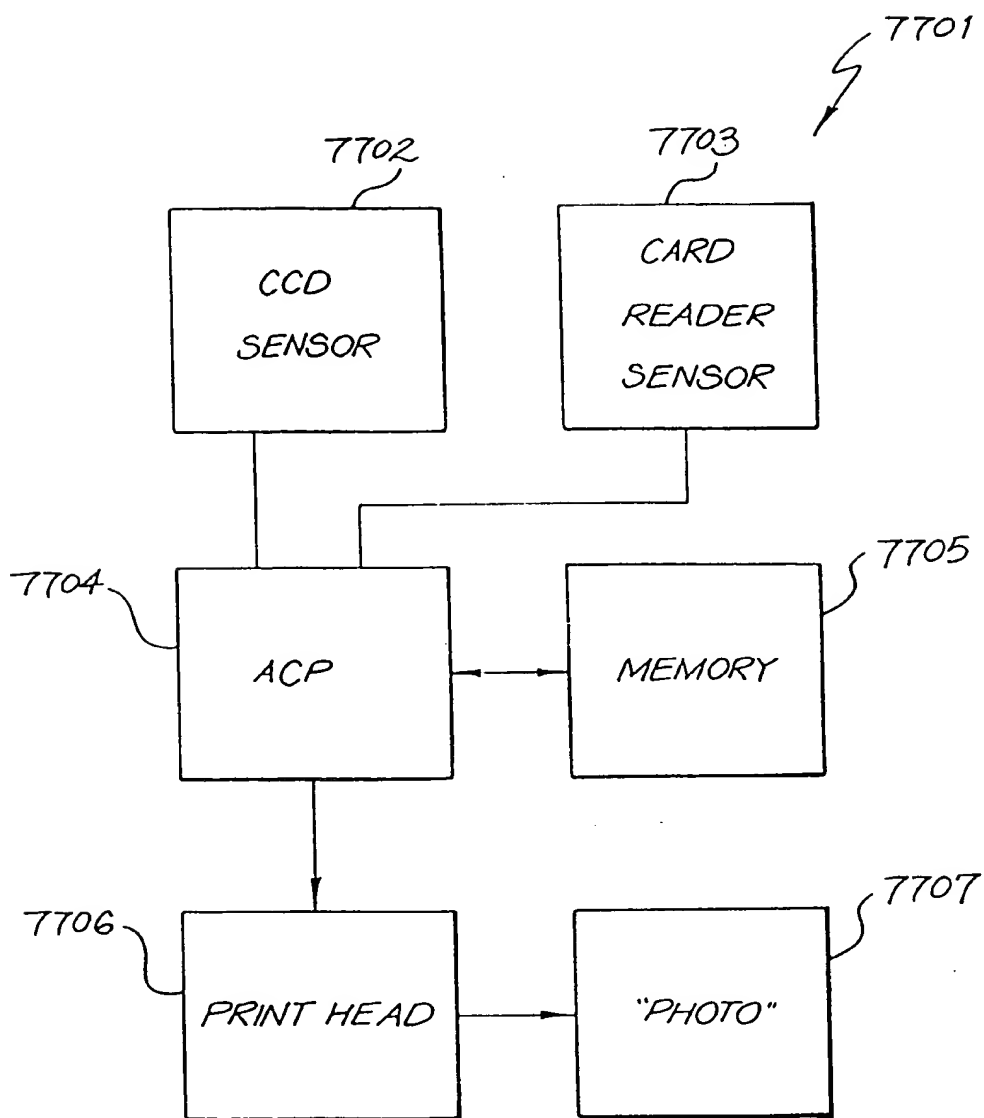 7701
7702
7703
CCD
SENSOR
CARD
READER
SENSOR
7704
7705
ACP
MEMORY
7706
7707
PRINT HEAD
"PHOTO"